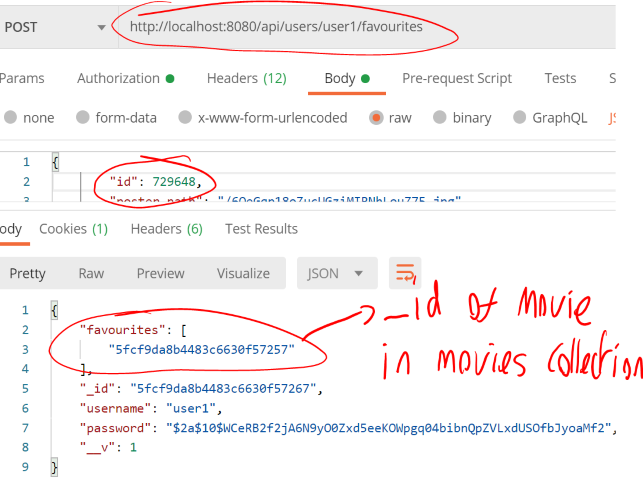 POST http://localhost:8080/api/users/user1/favourites
Params Authorization Headers (12) Body Pre-request Script Tests S
none form-data x-www-form-urlencoded raw binary GraphQL JS
1 {
2 "id": 729648,
3
ody Cookies (1) Headers (6) Test Results
Pretty Raw Preview Visualize JSON
1 {
2 "favourites": [
3 "5fcf9da8b4483c6630f57257"
4 ],
5 "_id": "5fcf9da8b4483c6630f57267",
6 "username": "user1",
7 "password": "$2a$10$WCeRB2f2jA6N9yO0Zxd5eeKOWpgq04bibnQpZVLxdUSOfbJyoaMf2",
8 "__v": 1
9 }
_id of movie
in movies collection